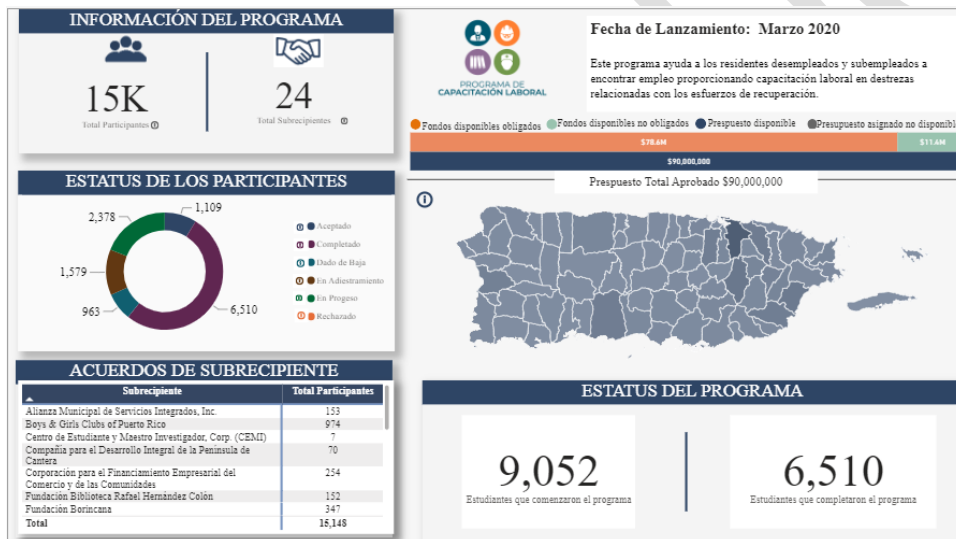 INFORMACIÓN DEL PROGRAMA
15K
Total Participantes
24
Total Subrecipientes
PROGRAMA DE
CAPACITACIÓN LABORAL
Fecha de Lanzamiento: Marzo 2020
Este programa ayuda a los residentes desempleados y subempleados a
encontrar empleo proporcionando capacitación laboral en destrezas
relacionadas con los esfuerzos de recuperación.
Fondos disponibles obligados Fondos disponibles no obligados Prespuesto disponible Presupuesto asignado no disponible
$78.6M $11.4M
$90,000,000
Prespuesto Total Aprobado $90,000,000
ESTATUS DE LOS PARTICIPANTES
2,378
1,109
1,579
963
6,510
Aceptado
Completado
Dado de Baja
En Adiestramiento
En Progeso
Rechazado
ACUERDOS DE SUBRECIPIENTE
Subrecipiente Total Participantes
Alianza Municipal de Servicios Integrados, Inc. 153
Boys & Girls Clubs of Puerto Rico 974
Centro de Estudiante y Maestro Investigador, Corp. (CEMI) 7
Compañía para el Desarrollo Integral de la Península de 70
Cantera
Corporación para el Financiamiento Empresarial del 254
Comercio y de las Comunidades
Fundación Biblioteca Rafael Hernández Colón 152
Fundación Borincana 347
Total 15,148
ESTATUS DEL PROGRAMA
9,052
Estudiantes que comenzaron el programa
6,510
Estudiantes que completaron el programa